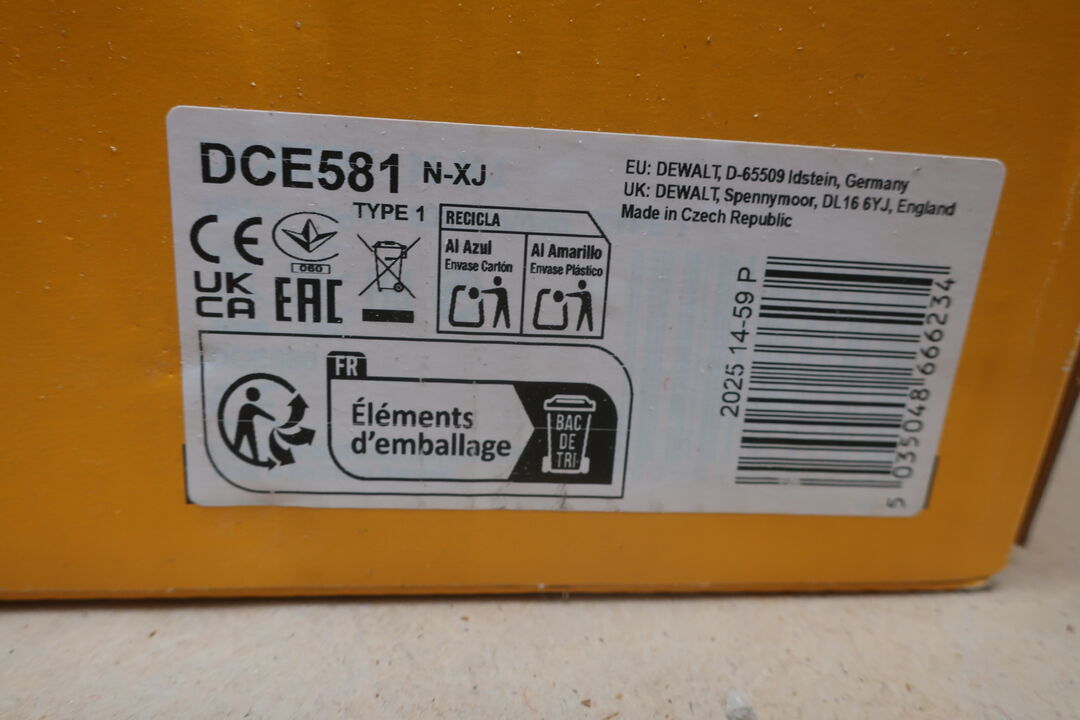 DCE581 N-XJ
TYPE 1
EU: DEWALT, D-65509 Idstein, Germany
UK: DEWALT, Spennymoor, DL16 6YJ, England
Made in Czech Republic
CE
060
UK
CA
EAC
RECICLA
Al Azul
Envase Cartón
Al Amarillo
Envase Plástico
FR
Éléments
d'emballage
BAC
DE
TRI
2025 14-59 P
5 035048 666234